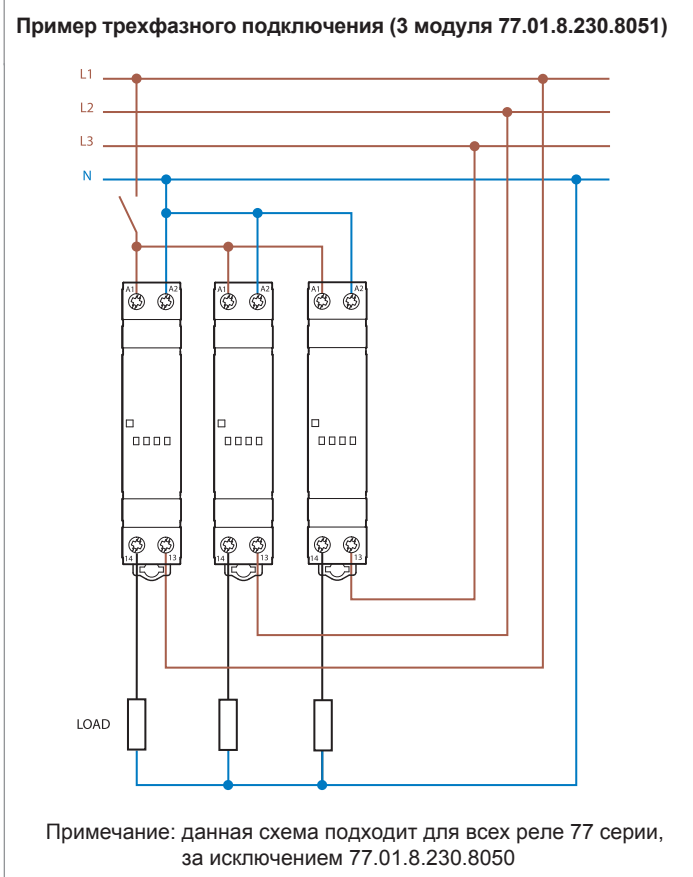 Пример трехфазного подключения (3 модуля 77.01.8.230.8051)
L1
L2
L3
N
A1 A2 A1 A2 A1 A2
14 13 14 13 14 13
LOAD
Примечание: данная схема подходит для всех реле 77 серии,
за исключением 77.01.8.230.8050